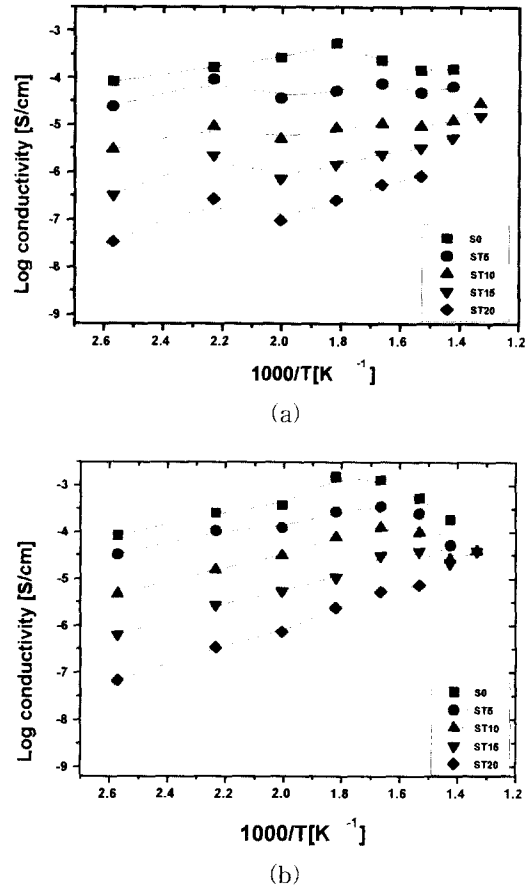 -3
-4
-5
-6
-7
-8
-9
Log conductivity [S/cm]
S0
ST5
ST10
ST15
ST20
2.6 2.4 2.2 2.0 1.8 1.6 1.4 1.2
1000/T[K ⁻¹]
(a)
-3
-4
-5
-6
-7
-8
-9
Log conductivity [S/cm]
S0
ST5
ST10
ST15
ST20
2.6 2.4 2.2 2.0 1.8 1.6 1.4 1.2
1000/T[K ⁻¹]
(b)